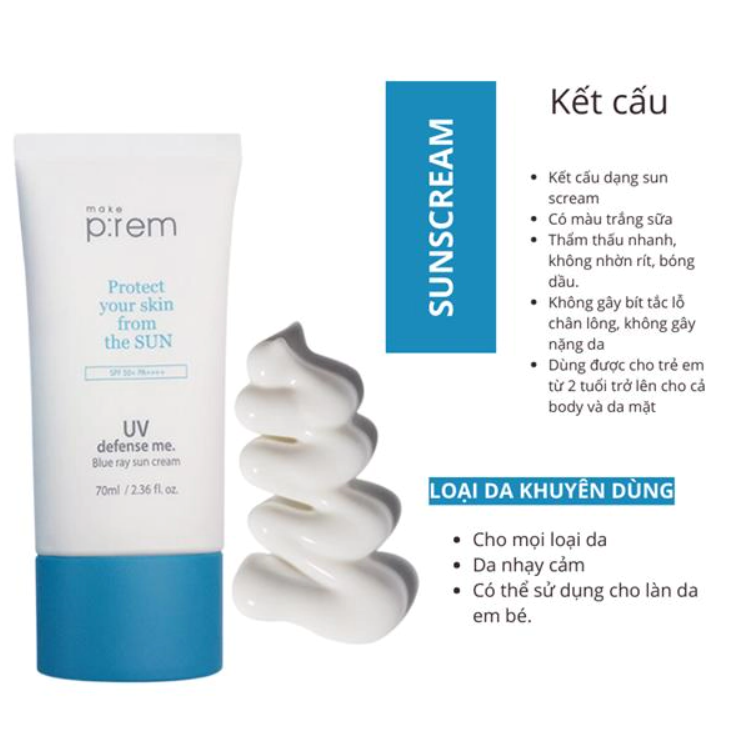 make
p:rem
Protect
your skin
from
the SUN
SPF 50+ PA++++
UV
defense me.
Blue ray sun cream
70ml / 2.36 fl. oz.
SUNSCREAM
Kết cấu
Kết cấu dạng sun
scream
Có màu trắng sữa
Thẩm thấu nhanh,
không nhờn rít, bóng
dầu.
Không gây bít tắc lỗ
chân lông, không gây
nặng da
Dùng được cho trẻ em
từ 2 tuổi trở lên cho cả
body và da mặt
LOẠI DA KHUYÊN DÙNG
Cho mọi loại da
Da nhạy cảm
Có thể sử dụng cho làn da
em bé.